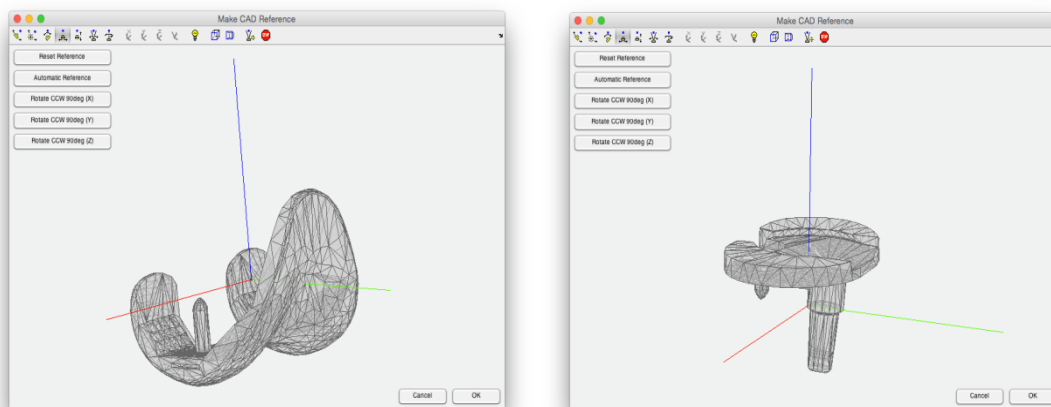 Make CAD Reference
Reset Reference
Automatic Reference
Rotate CCW 90deg (X)
Rotate CCW 90deg (Y)
Rotate CCW 90deg (Z)
Cancel
OK
Make CAD Reference
Reset Reference
Automatic Reference
Rotate CCW 90deg (X)
Rotate CCW 90deg (Y)
Rotate CCW 90deg (Z)
Cancel
OK